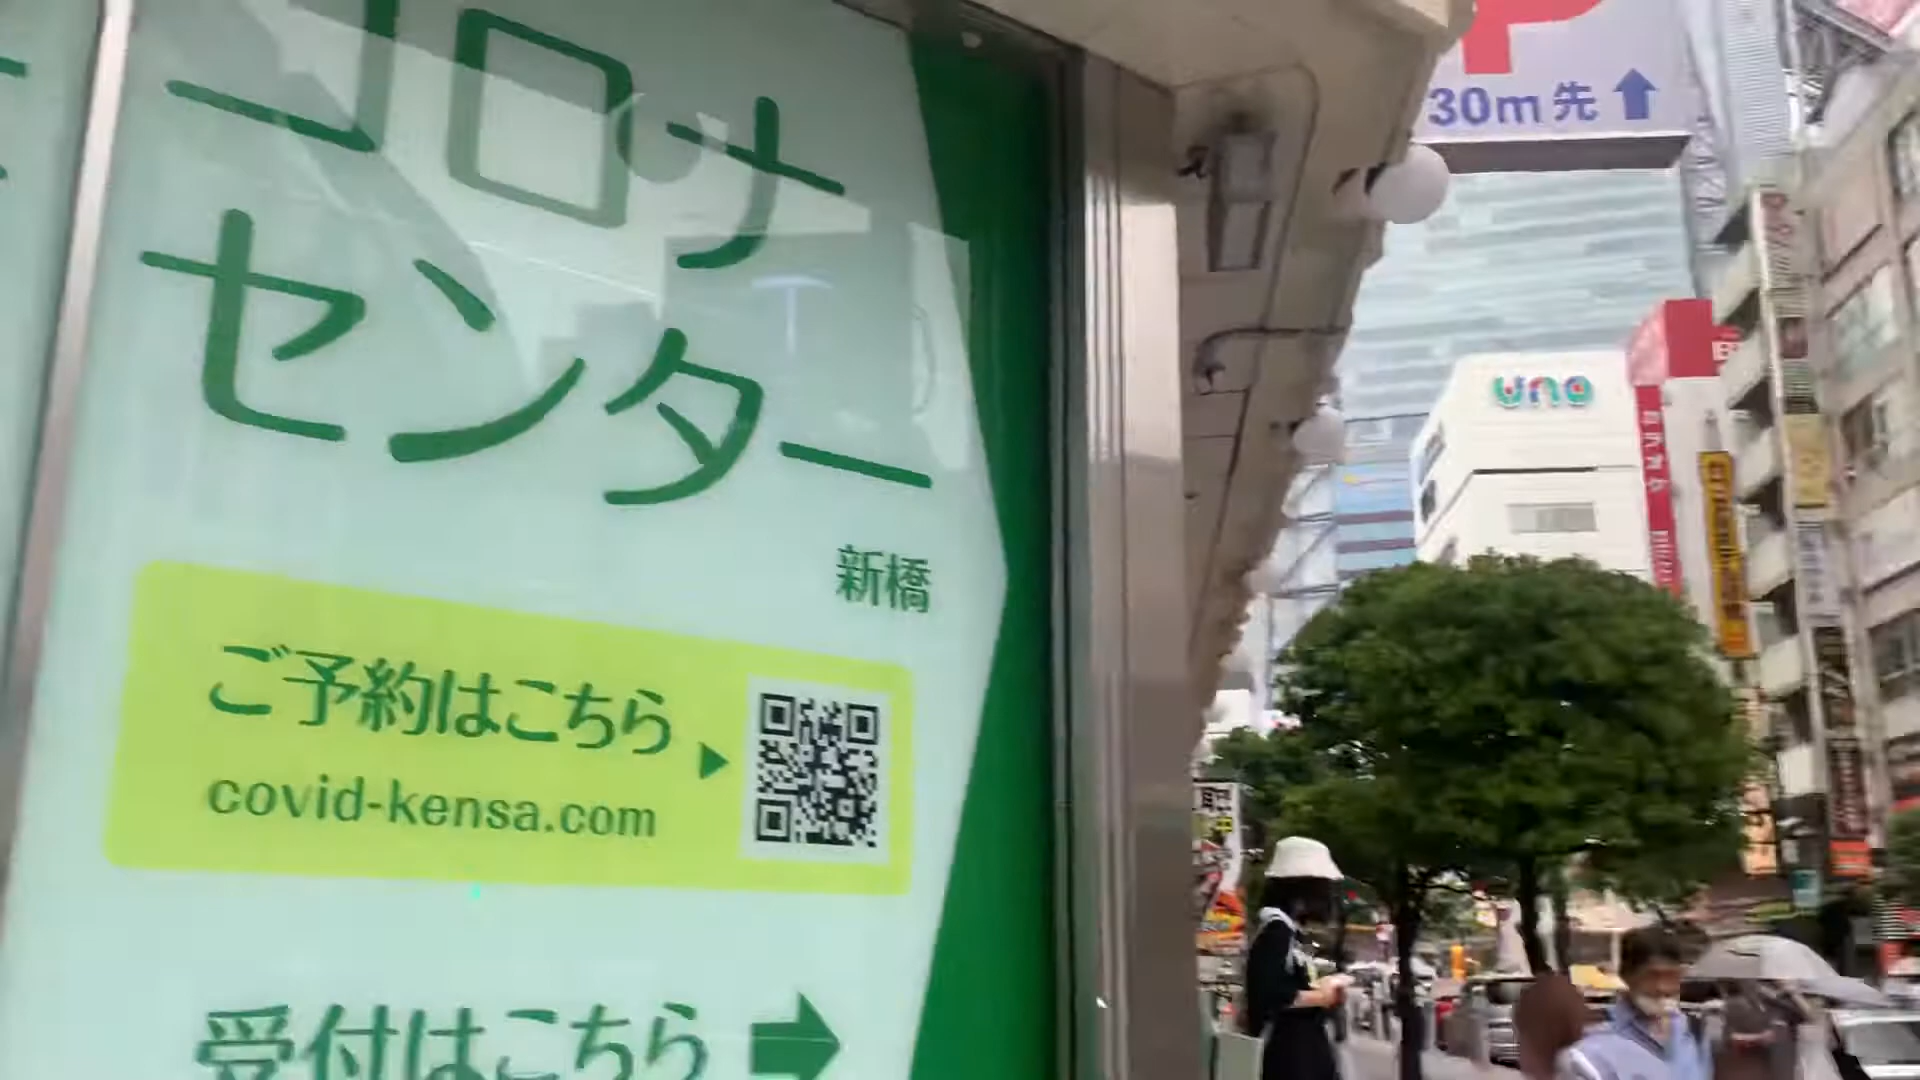 コロナ
センター
新橋
ご予約はこちら
covid-kensa.com
受付はこちら
P
30m 先
uno
カラオケ